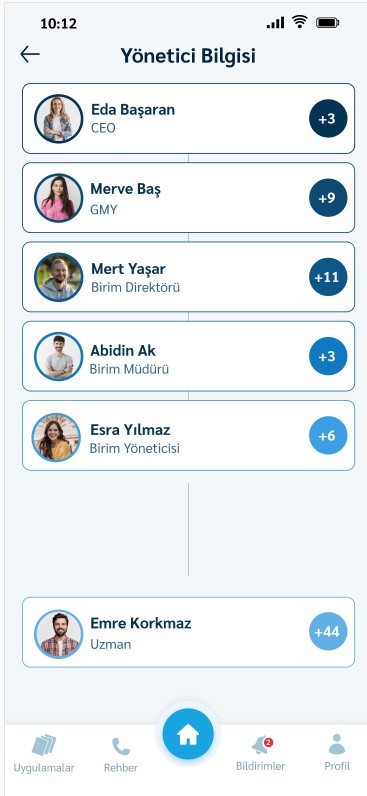 10:12
Yönetici Bilgisi
Eda Başaran
CEO
+3
Merve Baş
GMY
+9
Mert Yaşar
Birim Direktörü
+11
Abidin Ak
Birim Müdürü
+3
Esra Yılmaz
Birim Yöneticisi
+6
Emre Korkmaz
Uzman
+44
2
Uygulamalar
Rehber
Bildirimler
Profil